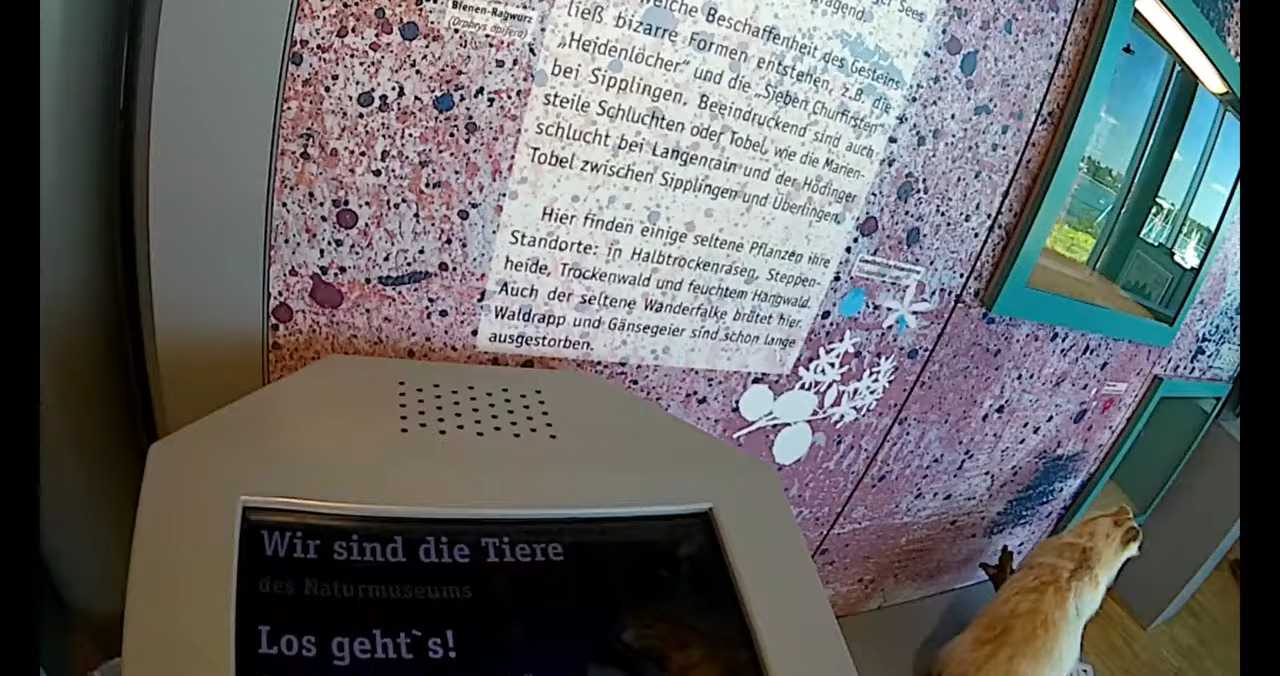 Bienen-Ragwurz
(Orphrys apifera)
agend.
Sees
Beschaffenheit des Gesteins
ließ bizarre Formen entstehen, z.B. die
„Heidenlöcher“ und die „Sieben Churfirsten“
bei Sipplingen. Beeindruckend sind auch
steile Schluchten oder Tobel, wie die Marien-
schlucht bei Langenrain und der Hödinger
Tobel zwischen Sipplingen und Überlingen.
Hier finden einige seltene Pflanzen ihre
Standorte: in Halbtrockenrasen, Steppen-
heide, Trockenwald und feuchtem Hangwald.
Auch der seltene Wanderfalke brütet hier.
Waldrapp und Gänsegeier sind schon lange
ausgestorben.
Wir sind die Tiere
des Naturmuseums
Los geht`s!